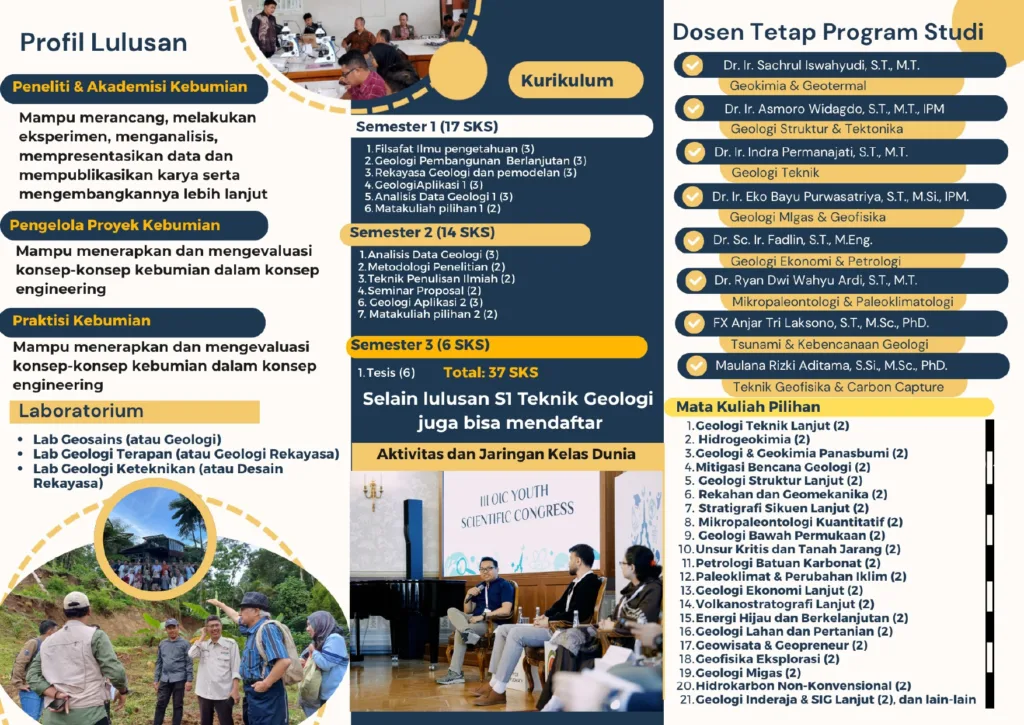 Profil Lulusan
Peneliti & Akademisi Kebumian
Mampu merancang, melakukan
eksperimen, menganalisis,
mempresentasikan data dan
mempublikasikan karya serta
mengembangkannya lebih lanjut
Pengelola Proyek Kebumian
Mampu menerapkan dan mengevaluasi
konsep-konsep kebumian dalam konsep
engineering
Praktisi Kebumian
Mampu menerapkan dan mengevaluasi
konsep-konsep kebumian dalam konsep
engineering
Laboratorium
• Lab Geosains (atau Geologi)
• Lab Geologi Terapan (atau Geologi Rekayasa)
• Lab Geologi Keteknikan (atau Desain
Rekayasa)
Kurikulum
Semester 1 (17 SKS)
1. Filsafat Ilmu pengetahuan (3)
2. Geologi Pembangunan Berlanjutan (3)
3. Rekayasa Geologi dan pemodelan (3)
4. GeologiAplikasi 1 (3)
5. Analisis Data Geologi 1 (3)
6. Matakuliah pilihan 1 (2)
Semester 2 (14 SKS)
1. Analisis Data Geologi (3)
2. Metodologi Penelitian (2)
3. Teknik Penulisan Ilmiah (2)
4. Seminar Proposal (2)
6. Geologi Aplikasi 2 (3)
7. Matakuliah pilihan 2 (2)
Semester 3 (6 SKS)
1. Tesis (6) Total: 37 SKS
Selain lulusan S1 Teknik Geologi
juga bisa mendaftar
Aktivitas dan Jaringan Kelas Dunia
III OIC YOUTH
SCIENTIFIC CONGRESS
Dosen Tetap Program Studi
Dr. Ir. Sachrul Iswahyudi, S.T., M.T.
Geokimia & Geotermal
Dr. Ir. Asmoro Widagdo, S.T., M.T., IPM
Geologi Struktur & Tektonika
Dr. Ir. Indra Permanajati, S.T., M.T.
Geologi Teknik
Dr. Ir. Eko Bayu Purwasatriya, S.T., M.Si., IPM.
Geologi MIgas & Geofisika
Dr. Sc. Ir. Fadlin, S.T., M.Eng.
Geologi Ekonomi & Petrologi
Dr. Ryan Dwi Wahyu Ardi, S.T., M.T.
Mikropaleontologi & Paleoklimatologi
FX Anjar Tri Laksono, S.T., M.Sc., PhD.
Tsunami & Kebencanaan Geologi
Maulana Rizki Aditama, S.Si., M.Sc., PhD.
Teknik Geofisika & Carbon Capture
Mata Kuliah Pilihan
1. Geologi Teknik Lanjut (2)
2. Hidrogeokimia (2)
3. Geologi & Geokimia Panasbumi (2)
4. Mitigasi Bencana Geologi (2)
5. Geologi Struktur Lanjut (2)
6. Rekahan dan Geomekanika (2)
7. Stratigrafi Sikuen Lanjut (2)
8. Mikropaleontologi Kuantitatif (2)
9. Geologi Bawah Permukaan (2)
10. Unsur Kritis dan Tanah Jarang (2)
11. Petrologi Batuan Karbonat (2)
12. Paleoklimat & Perubahan Iklim (2)
13. Geologi Ekonomi Lanjut (2)
14. Volkanostratografi Lanjut (2)
15. Energi Hijau dan Berkelanjutan (2)
16. Geologi Lahan dan Pertanian (2)
17. Geowisata & Geopreneur (2)
18. Geofisika Eksplorasi (2)
19. Geologi Migas (2)
20. Hidrokarbon Non-Konvensional (2)
21. Geologi Inderaja & SIG Lanjut (2), dan lain-lain